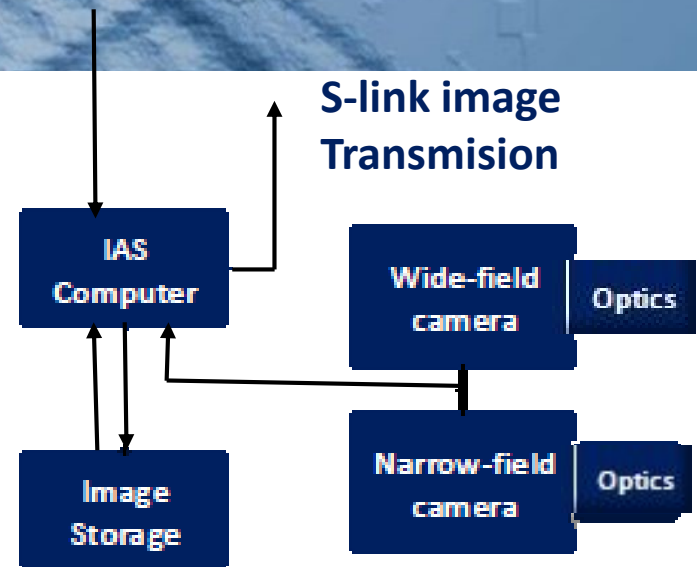 S-link image
Transmision
IAS
Computer
Wide-field
camera
Optics
Narrow-field
camera
Optics
Image
Storage